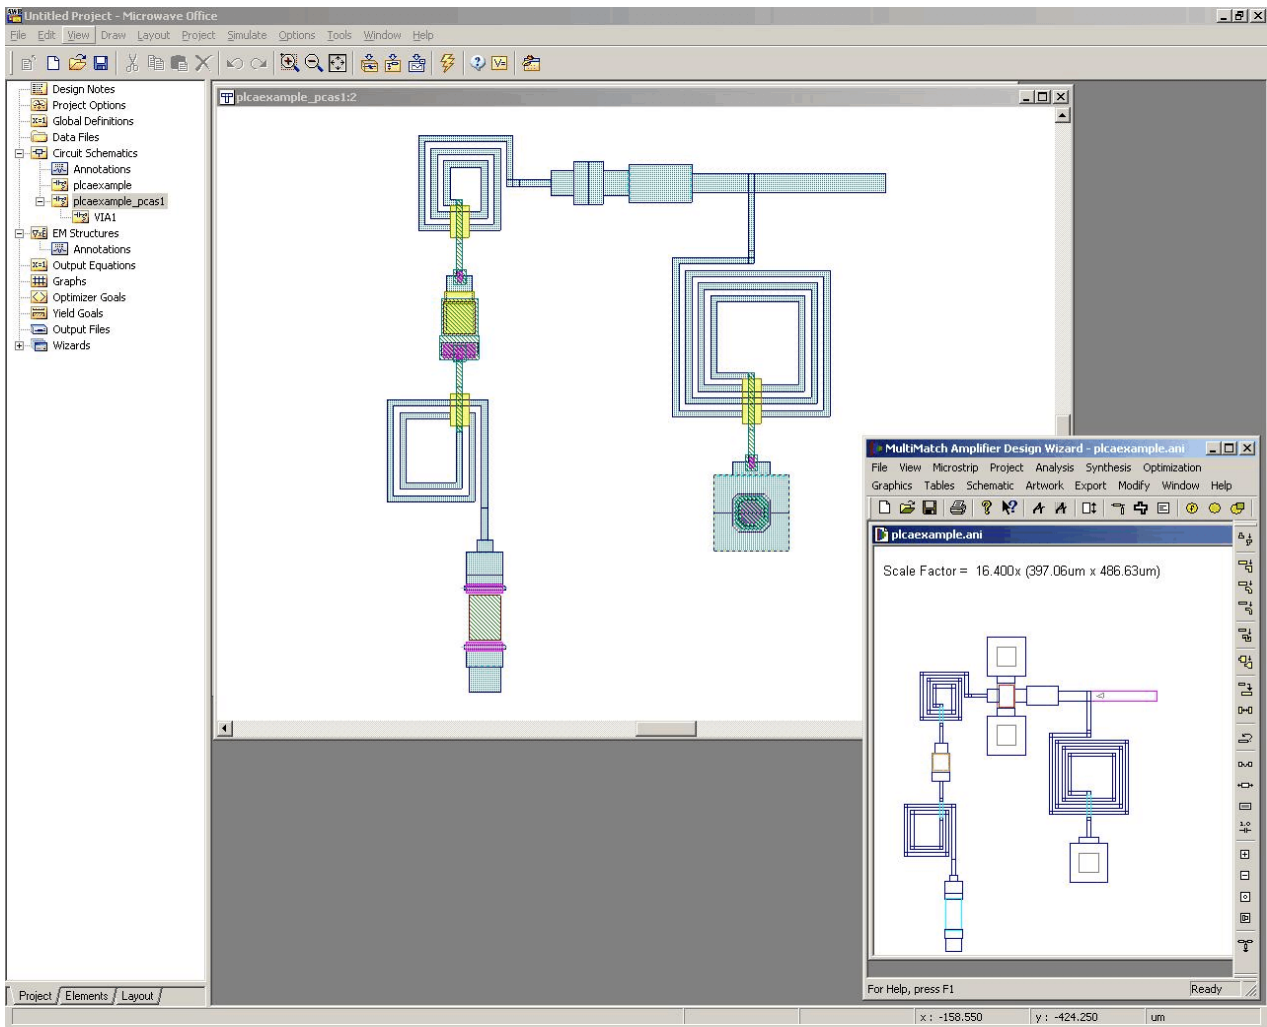 Untitled Project - Microwave Office
File Edit View Draw Layout Project Simulate Options Tools Window Help
Design Notes
Project Options
Global Definitions
Data Files
Circuit Schematics
Annotations
plcaexample
plcaexample_pcas1
VIA1
EM Structures
Annotations
Output Equations
Graphs
Optimizer Goals
Yield Goals
Output Files
Wizards
plcaexample_pcas1:2
MultiMatch Amplifier Design Wizard - plcaexample.ani
File View Microstrip Project Analysis Synthesis Optimization
Graphics Tables Schematic Artwork Export Modify Window Help
plcaexample.ani
Scale Factor = 16.400x (397.06um x 486.63um)
For Help, press F1
Ready
Project Elements Layout
x : -158.550 y : -424.250 um